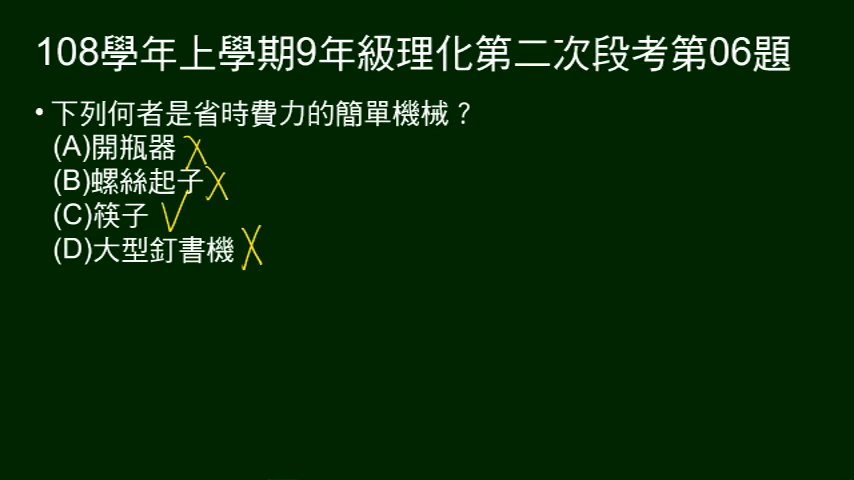 108學年上學期9年級理化第二次段考第06題
• 下列何者是省時費力的簡單機械？
(A)開瓶器 X
(B)螺絲起子 X
(C)筷子 ✓
(D)大型釘書機 X